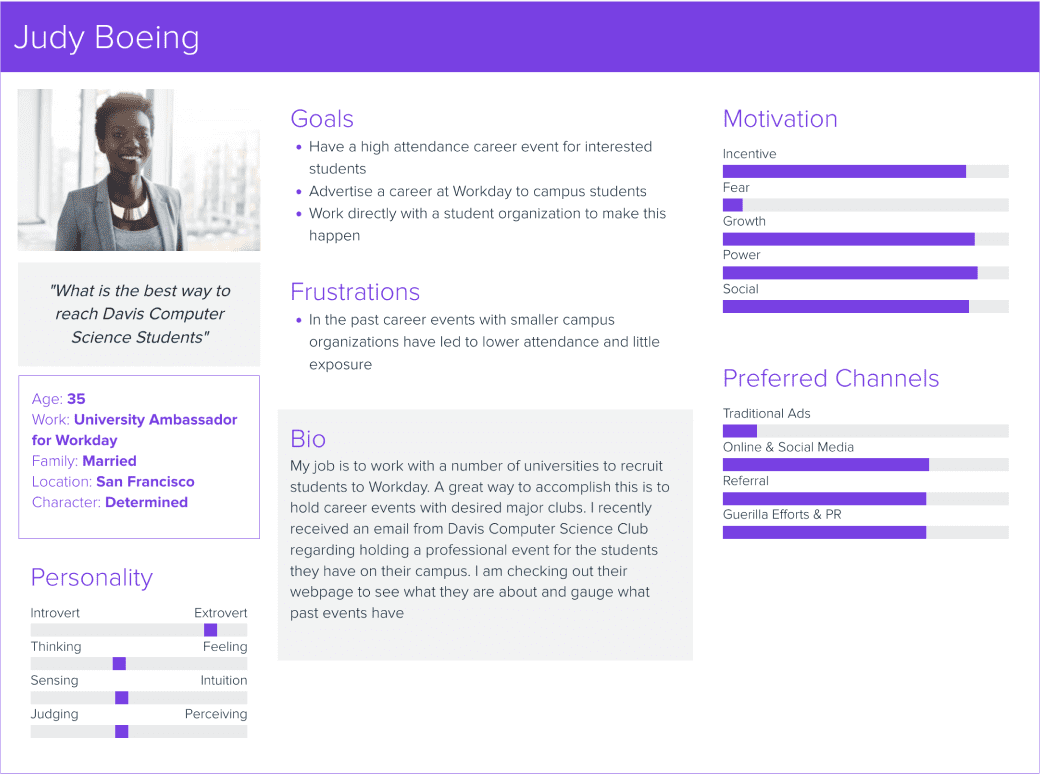 Judy Boeing
"What is the best way to
reach Davis Computer
Science Students"
Age: 35
Work: University Ambassador
for Workday
Family: Married
Location: San Francisco
Character: Determined
Personality
Introvert Extrovert
Thinking Feeling
Sensing Intuition
Judging Perceiving
Goals
• Have a high attendance career event for interested
students
• Advertise a career at Workday to campus students
• Work directly with a student organization to make this
happen
Frustrations
• In the past career events with smaller campus
organizations have led to lower attendance and little
exposure
Bio
My job is to work with a number of universities to recruit
students to Workday. A great way to accomplish this is to
hold career events with desired major clubs. I recently
received an email from Davis Computer Science Club
regarding holding a professional event for the students
they have on their campus. I am checking out their
webpage to see what they are about and gauge what
past events have
Motivation
Incentive
Fear
Growth
Power
Social
Preferred Channels
Traditional Ads
Online & Social Media
Referral
Guerilla Efforts & PR